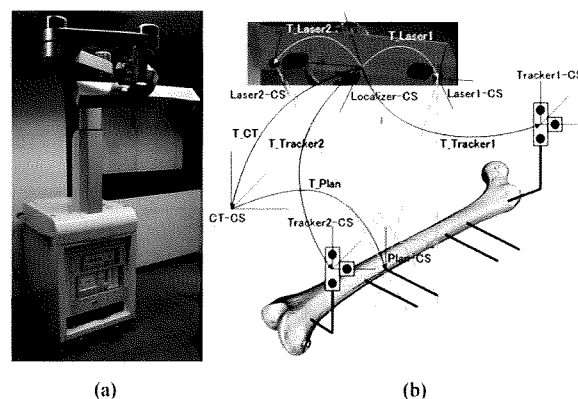 T_Laser2
T_Laser1
Tracker1-CS
Laser2-CS
Localizer-CS
Laser1-CS
T_CT
T_Tracker2
T_Tracker1
T_Plan
CT-CS
Tracker2-CS
Plan-CS
(a)
(b)